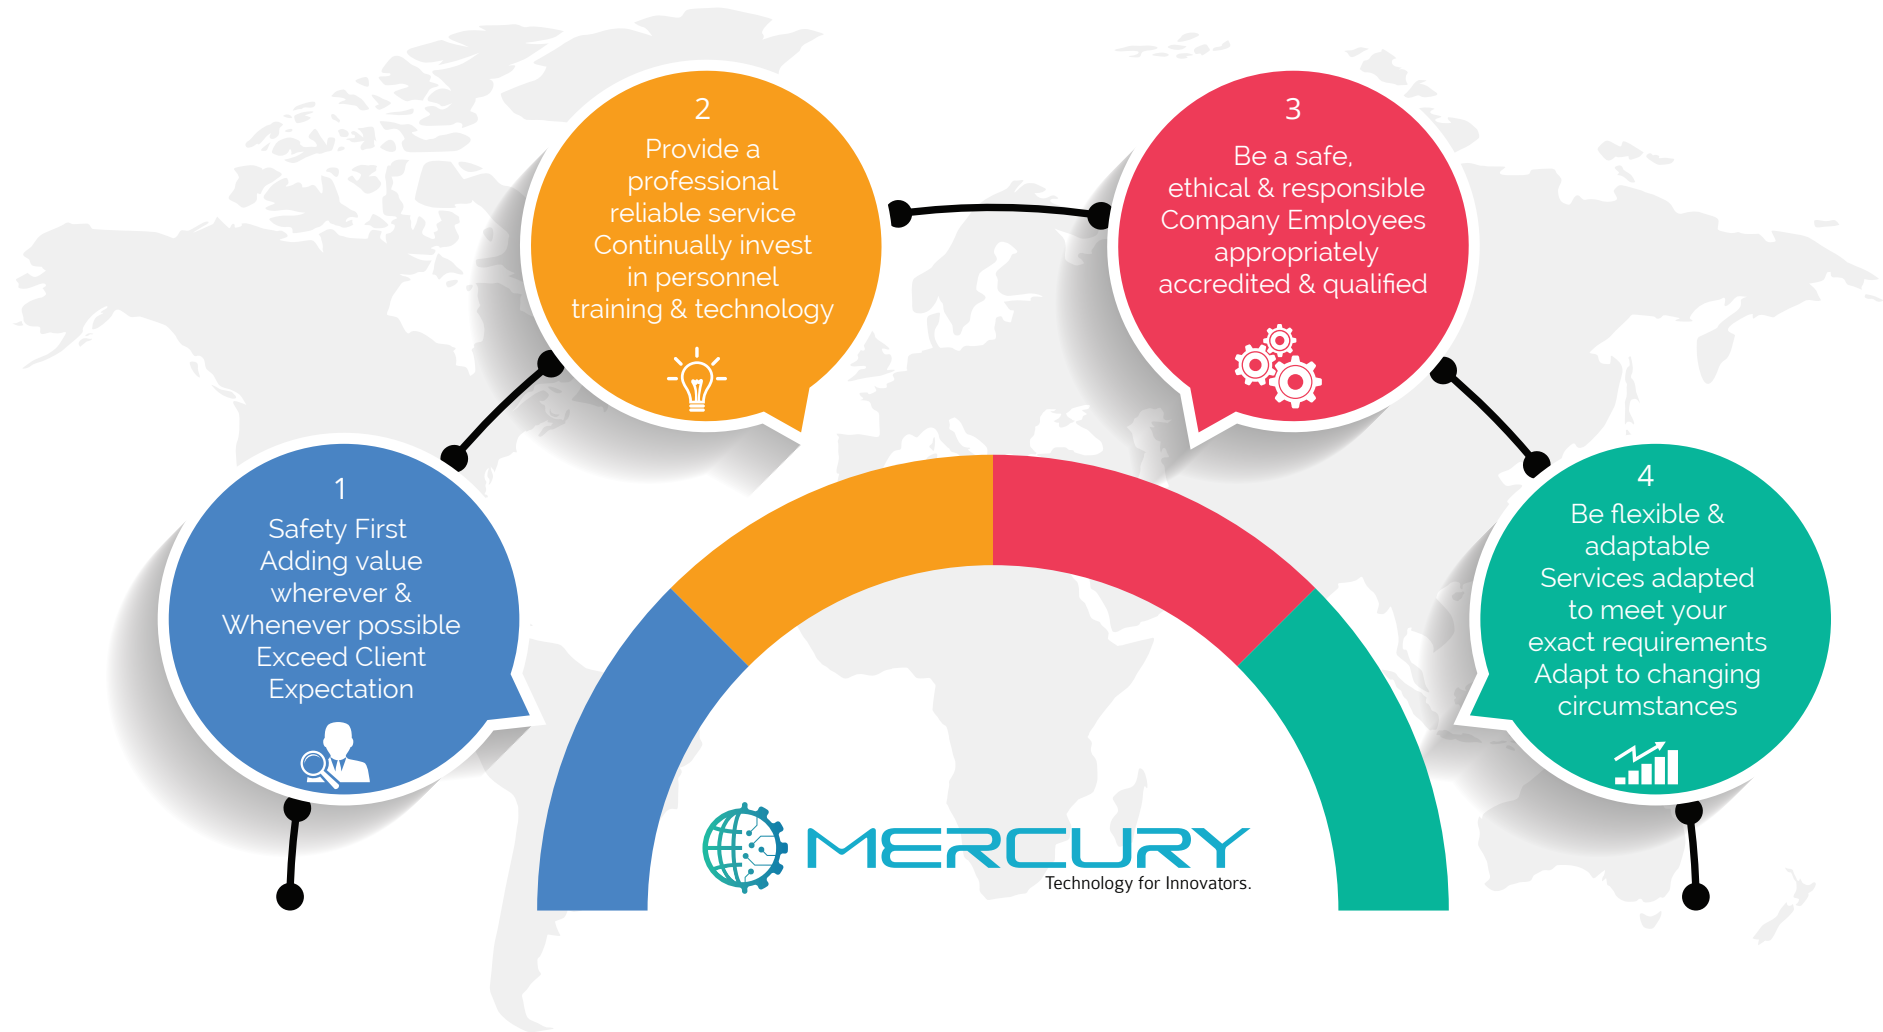 1
Safety First
Adding value
wherever &
Whenever possible
Exceed Client
Expectation
2
Provide a
professional
reliable service
Continually invest
in personnel
training & technology
3
Be a safe,
ethical & responsible
Company Employees
appropriately
accredited & qualified
4
Be flexible &
adaptable
Services adapted
to meet your
exact requirements
Adapt to changing
circumstances
MERCURY
Technology for Innovators.